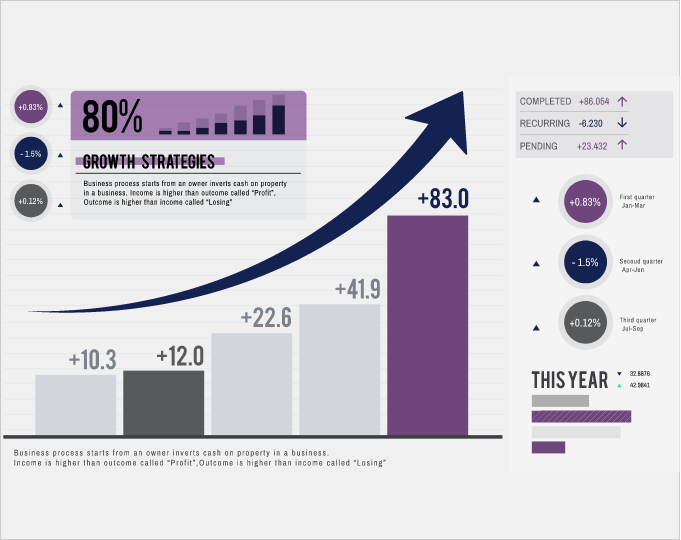 +0.83%
- 1.5%
+0.12%
80%
GROWTH STRATEGIES
Business process starts from an owner inverts cash on property
in a business. Income is higher than outcome called "Profit",
Outcome is higher than income called "Losing"
+10.3
+12.0
+22.6
+41.9
+83.0
Business process starts from an owner inverts cash on property in a business.
Income is higher than outcome called "Profit",Outcome is higher than income called "Losing"
COMPLETED +86.054
RECURRING -6.230
PENDING +23.432
+0.83%
First quarter
Jan-Mar
- 1.5%
Secoud quarter
Apr-Jun
+0.12%
Third quarter
Jul-Sep
THIS YEAR
32.8876
42.9841